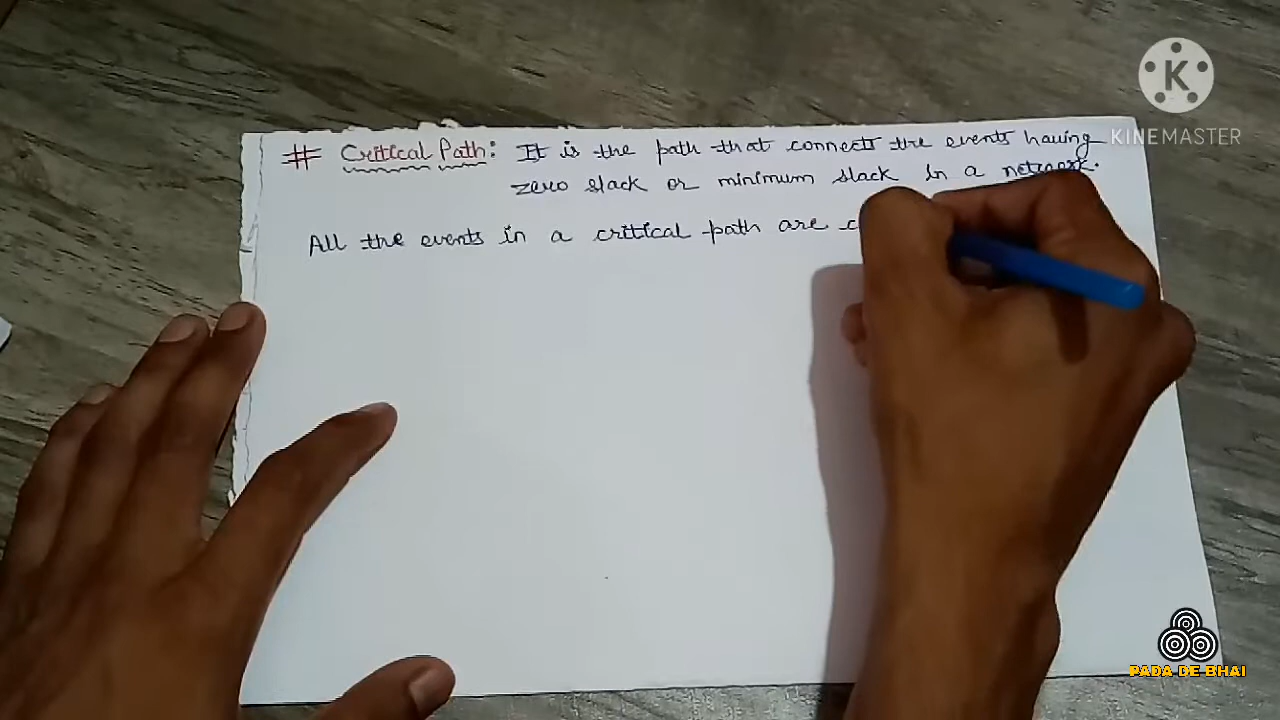 # Critical Path: It is the path that connects the events having
zero slack or minimum slack in a network.
All the events in a critical path are c
K
KINEMASTER
PADA DE BHAI